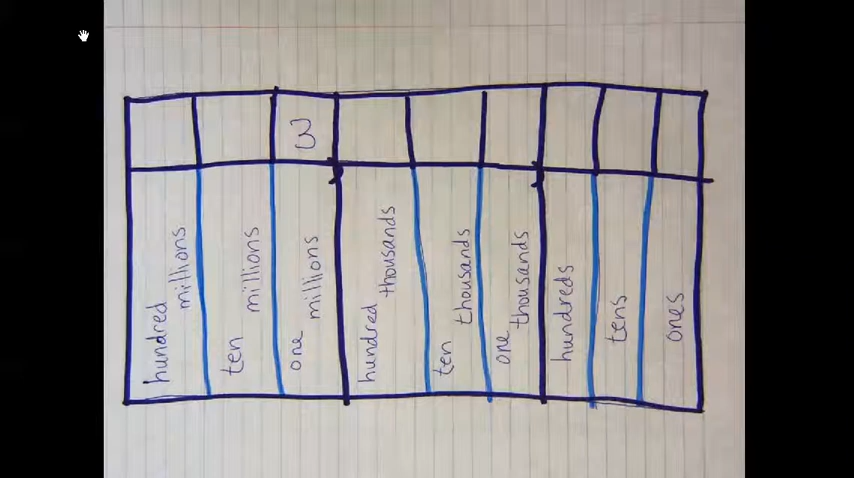 hundred
millions
ten
millions
one
millions
3
hundred
thousands
ten
thousands
one
thousands
hundreds
tens
ones